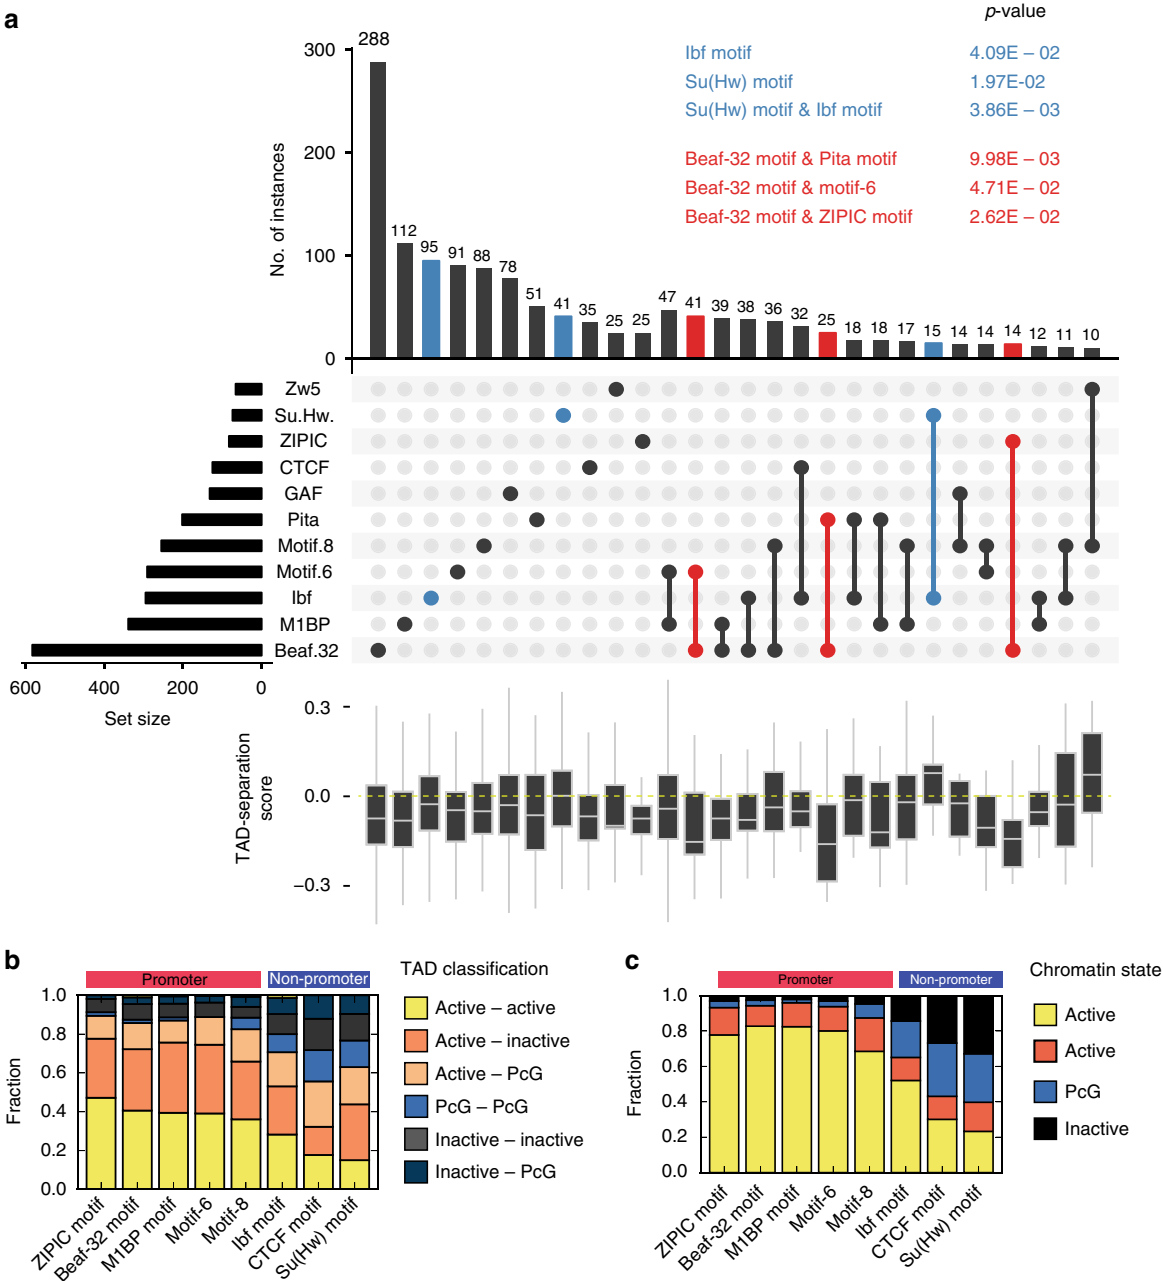 a
p-value
Ibf motif 4.09E – 02
Su(Hw) motif 1.97E-02
Su(Hw) motif & Ibf motif 3.86E – 03
Beaf-32 motif & Pita motif 9.98E – 03
Beaf-32 motif & motif-6 4.71E – 02
Beaf-32 motif & ZIPIC motif 2.62E – 02
No. of instances
300
200
100
0
288 112 95 91 88 78 51 41 35 25 25 47 41 39 38 36 32 25 18 18 17 15 14 14 14 12 11 10
Zw5
Su.Hw.
ZIPIC
CTCF
GAF
Pita
Motif.8
Motif.6
Ibf
M1BP
Beaf.32
600 400 200 0
Set size
TAD-separation
score
0.3
0.0
−0.3
b
Promoter Non-promoter
Fraction
1.0
0.8
0.6
0.4
0.2
0.0
ZIPIC motif
Beaf-32 motif
M1BP motif
Motif-6
Motif-8
Ibf motif
CTCF motif
Su(Hw) motif
TAD classification
Active – active
Active – inactive
Active – PcG
PcG – PcG
Inactive – inactive
Inactive – PcG
c
Promoter Non-promoter
Fraction
1.0
0.8
0.6
0.4
0.2
0.0
ZIPIC motif
Beaf-32 motif
M1BP motif
Motif-6
Motif-8
Ibf motif
CTCF motif
Su(Hw) motif
Chromatin state
Active
Active
PcG
Inactive